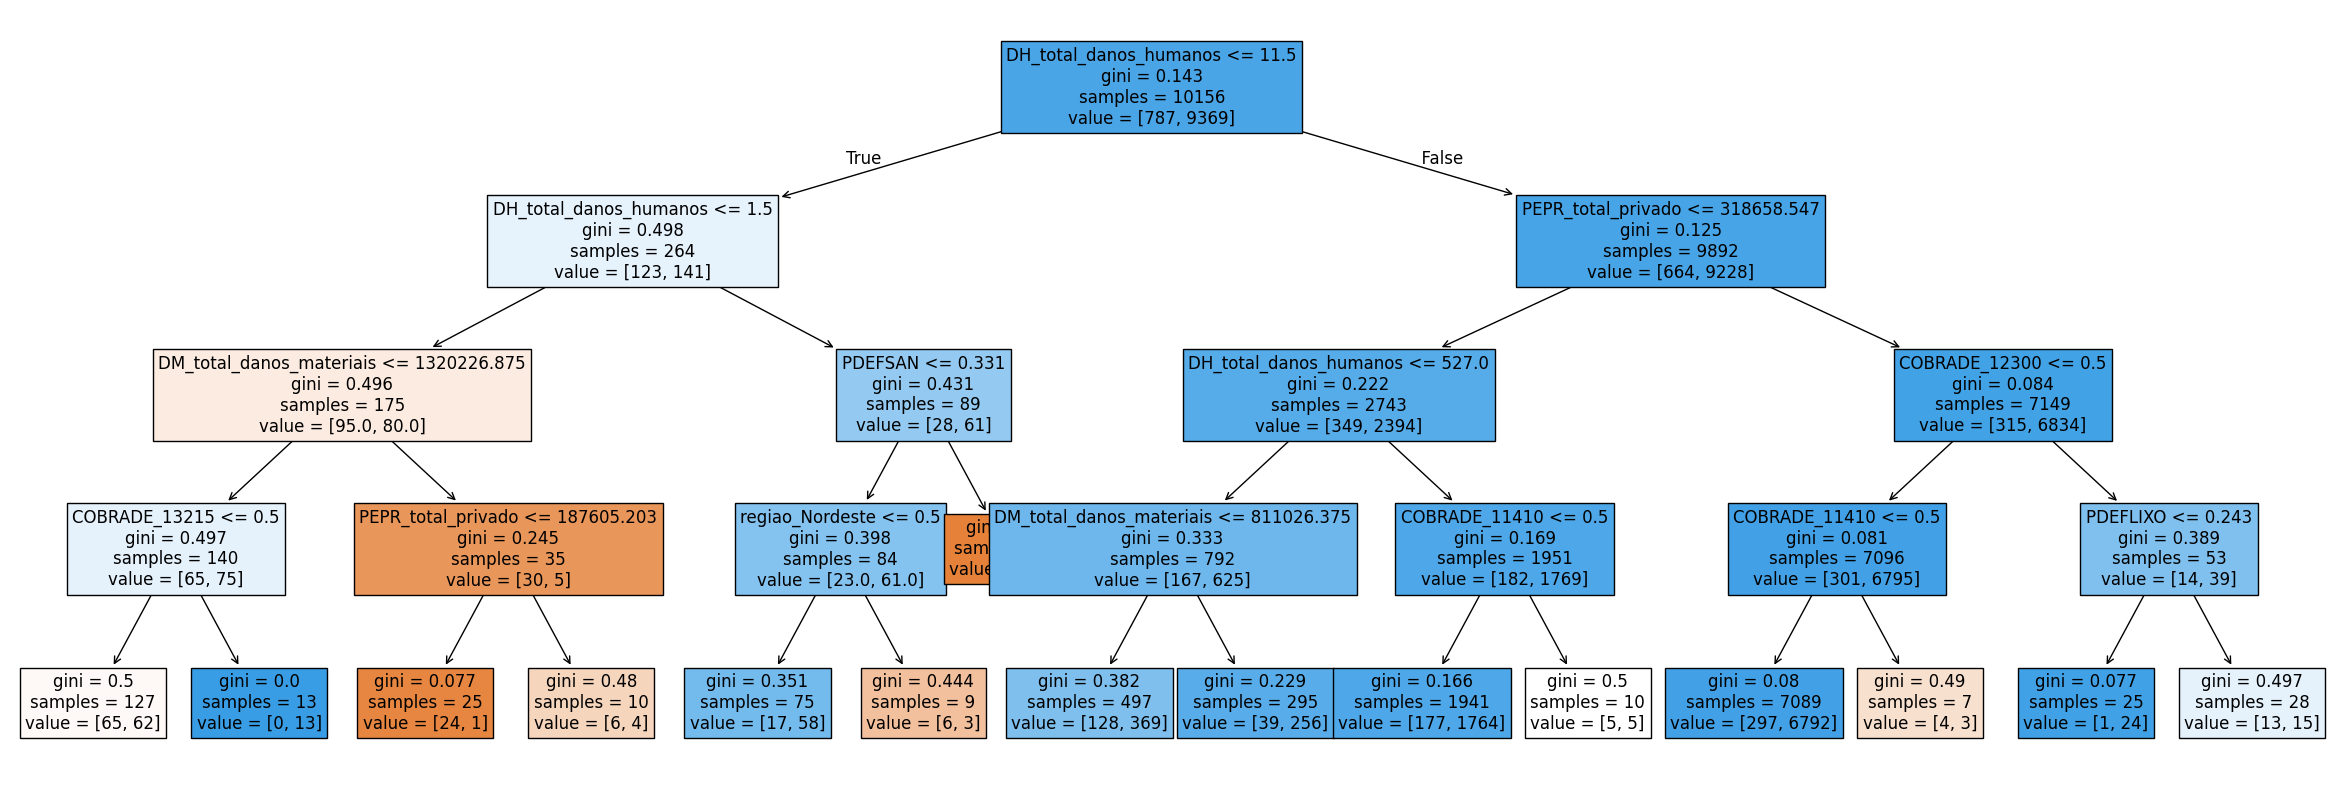 DH_total_danos_humanos <= 11.5
gini = 0.143
samples = 10156
value = [787, 9369]
True
False
DH_total_danos_humanos <= 1.5
gini = 0.498
samples = 264
value = [123, 141]
PEPR_total_privado <= 318658.547
gini = 0.125
samples = 9892
value = [664, 9228]
DM_total_danos_materiais <= 1320226.875
gini = 0.496
samples = 175
value = [95.0, 80.0]
PDEFSAN <= 0.331
gini = 0.431
samples = 89
value = [28, 61]
DH_total_danos_humanos <= 527.0
gini = 0.222
samples = 2743
value = [349, 2394]
COBRADE_12300 <= 0.5
gini = 0.084
samples = 7149
value = [315, 6834]
COBRADE_13215 <= 0.5
gini = 0.497
samples = 140
value = [65, 75]
PEPR_total_privado <= 187605.203
gini = 0.245
samples = 35
value = [30, 5]
regiao_Nordeste <= 0.5
gini = 0.398
samples = 84
value = [23.0, 61.0]
DM_total_danos_materiais <= 811026.375
gini = 0.333
samples = 792
value = [167, 625]
COBRADE_11410 <= 0.5
gini = 0.169
samples = 1951
value = [182, 1769]
COBRADE_11410 <= 0.5
gini = 0.081
samples = 7096
value = [301, 6795]
PDEFLIXO <= 0.243
gini = 0.389
samples = 53
value = [14, 39]
gini = 0.5
samples = 127
value = [65, 62]
gini = 0.0
samples = 13
value = [0, 13]
gini = 0.077
samples = 25
value = [24, 1]
gini = 0.48
samples = 10
value = [6, 4]
gini = 0.351
samples = 75
value = [17, 58]
gini = 0.444
samples = 9
value = [6, 3]
gini = 0.382
samples = 497
value = [128, 369]
gini = 0.229
samples = 295
value = [39, 256]
gini = 0.166
samples = 1941
value = [177, 1764]
gini = 0.5
samples = 10
value = [5, 5]
gini = 0.08
samples = 7089
value = [297, 6792]
gini = 0.49
samples = 7
value = [4, 3]
gini = 0.077
samples = 25
value = [1, 24]
gini = 0.497
samples = 28
value = [13, 15]